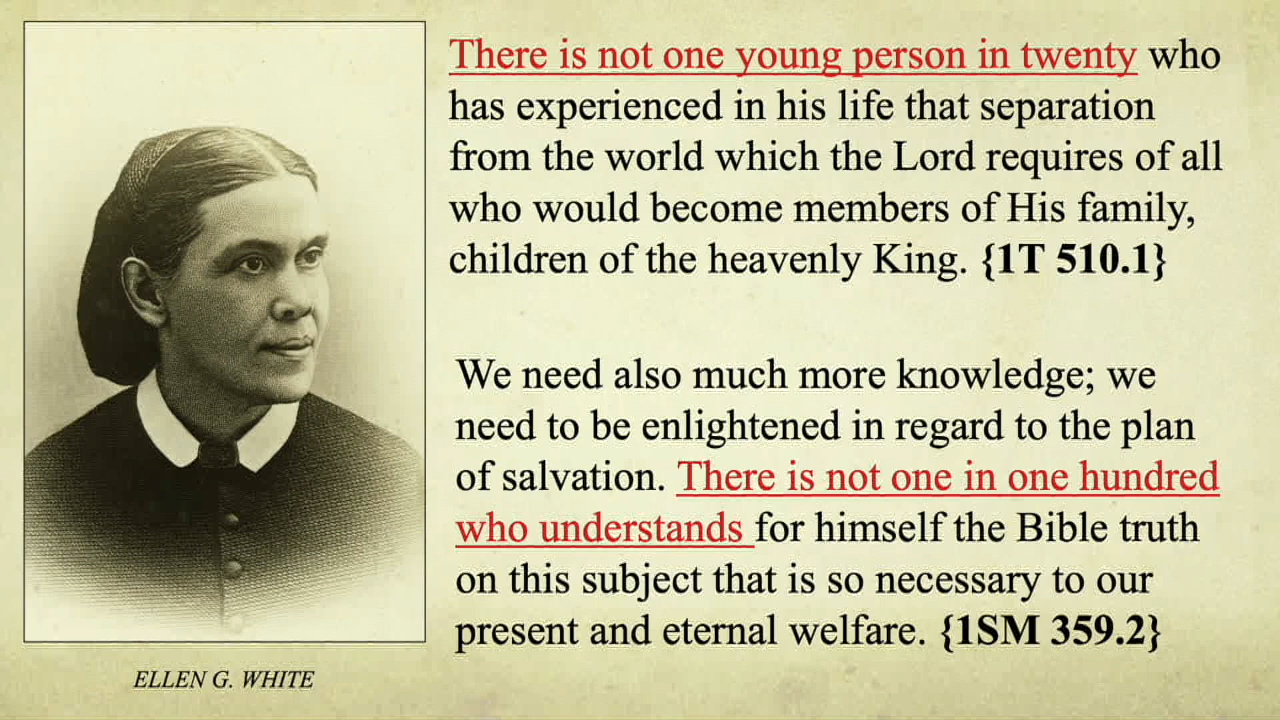 There is not one young person in twenty who
has experienced in his life that separation
from the world which the Lord requires of all
who would become members of His family,
children of the heavenly King. {1T 510.1}
We need also much more knowledge; we
need to be enlightened in regard to the plan
of salvation. There is not one in one hundred
who understands for himself the Bible truth
on this subject that is so necessary to our
present and eternal welfare. {1SM 359.2}
ELLEN G. WHITE